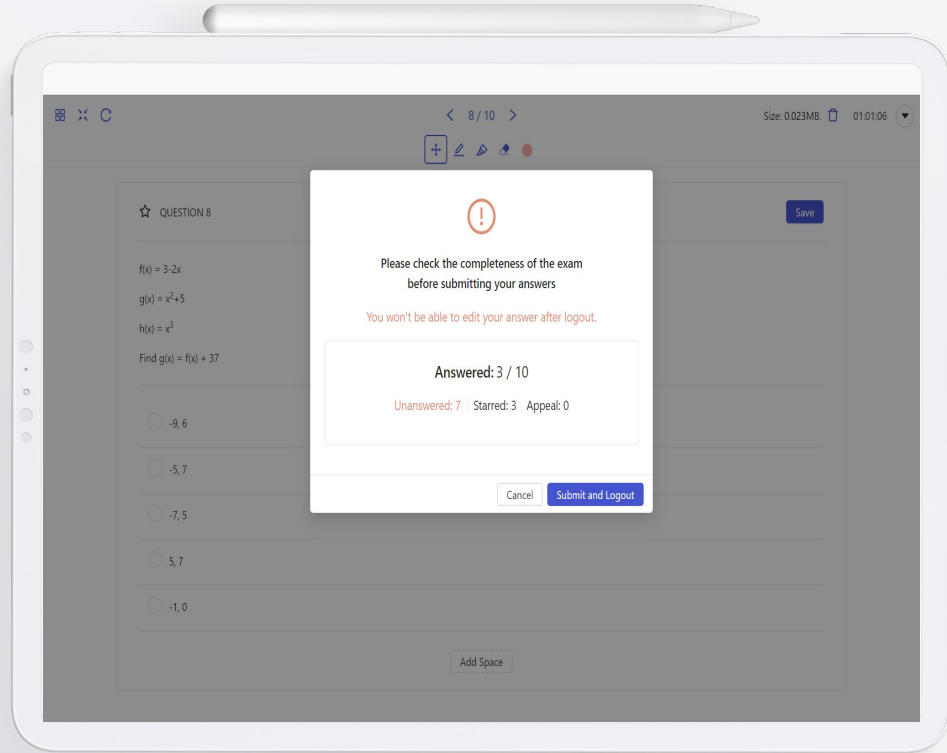 8 / 10
Size: 0.023MB.
01:01:06
QUESTION 8
Save
f(x) = 3-2x
g(x) = x²+5
h(x) = x³
Find g(x) = f(x) + 37
-9, 6
-5, 7
-7, 5
5, 7
-1, 0
Add Space
Please check the completeness of the exam
before submitting your answers
You won't be able to edit your answer after logout.
Answered: 3 / 10
Unanswered: 7 | Starred: 3 | Appeal: 0
Cancel
Submit and Logout